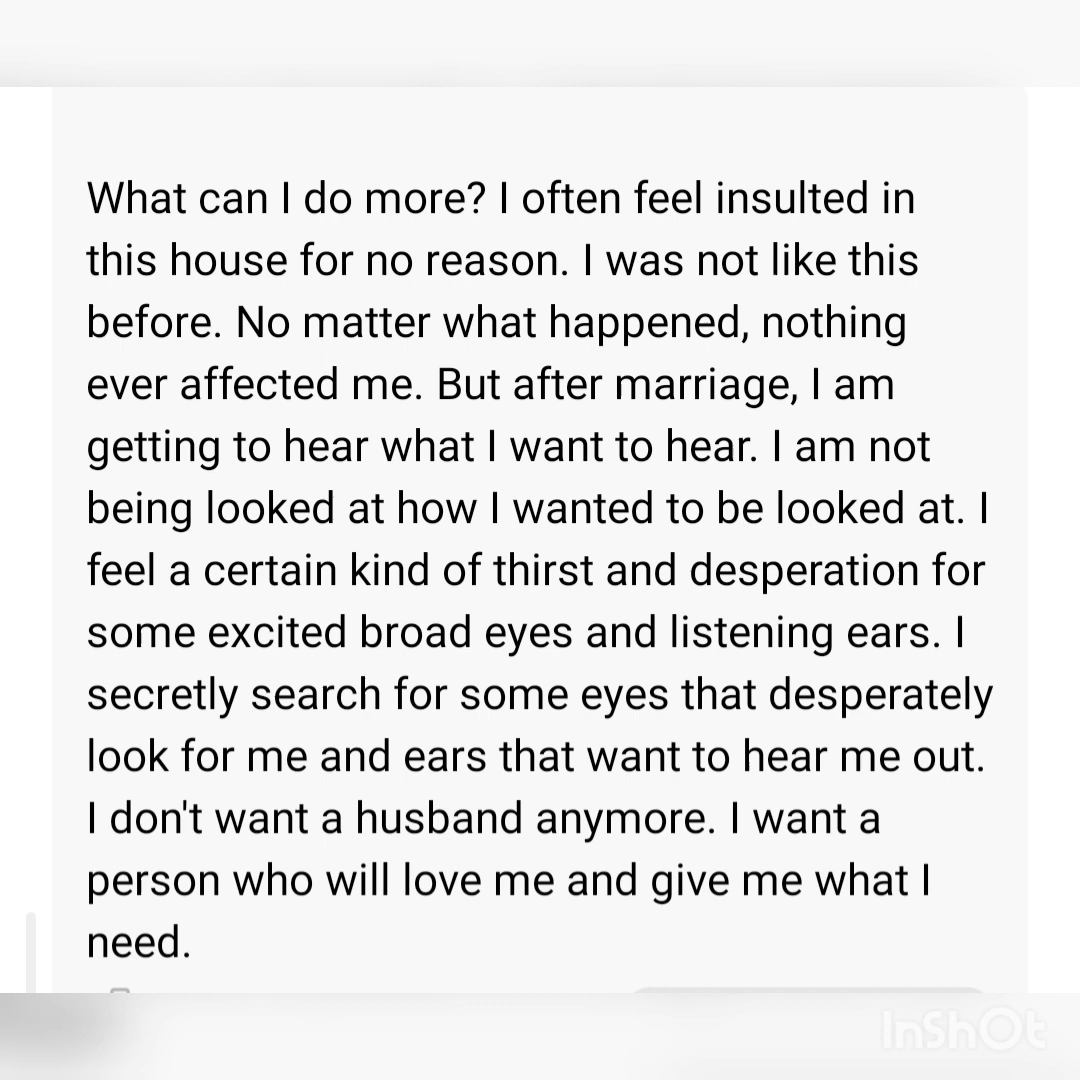 What can I do more? I often feel insulted in
this house for no reason. I was not like this
before. No matter what happened, nothing
ever affected me. But after marriage, I am
getting to hear what I want to hear. I am not
being looked at how I wanted to be looked at. I
feel a certain kind of thirst and desperation for
some excited broad eyes and listening ears. I
secretly search for some eyes that desperately
look for me and ears that want to hear me out.
I don't want a husband anymore. I want a
person who will love me and give me what I
need.
InShOt